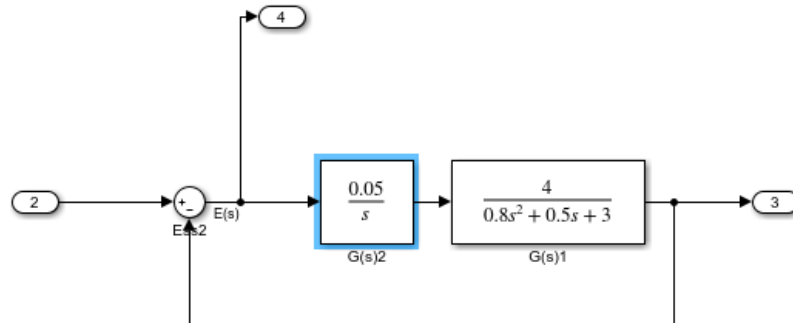 4
2
+
−
E(s)
Ess2
0.05
s
G(s)2
4
0.8s² + 0.5s + 3
G(s)1
3